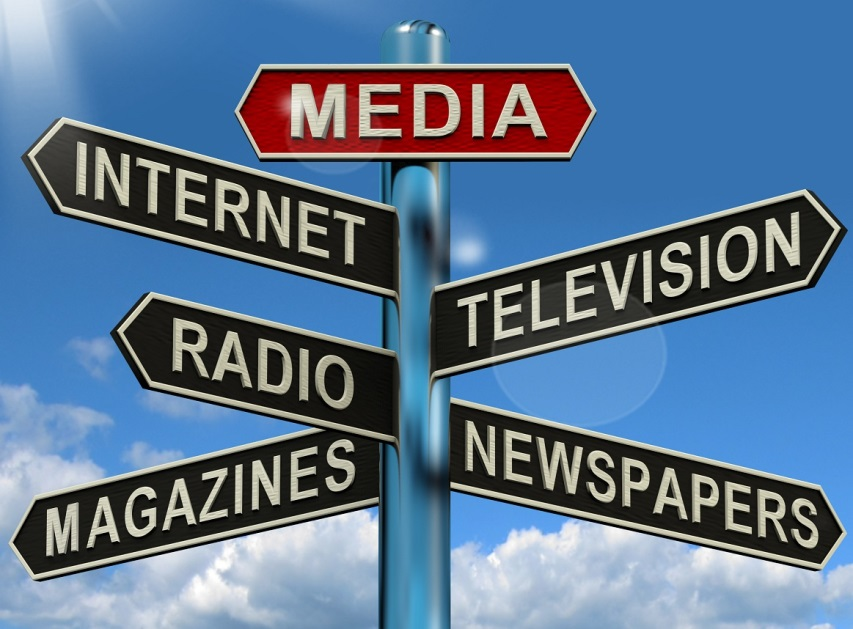 MEDIA
INTERNET
TELEVISION
RADIO
NEWSPAPERS
MAGAZINES